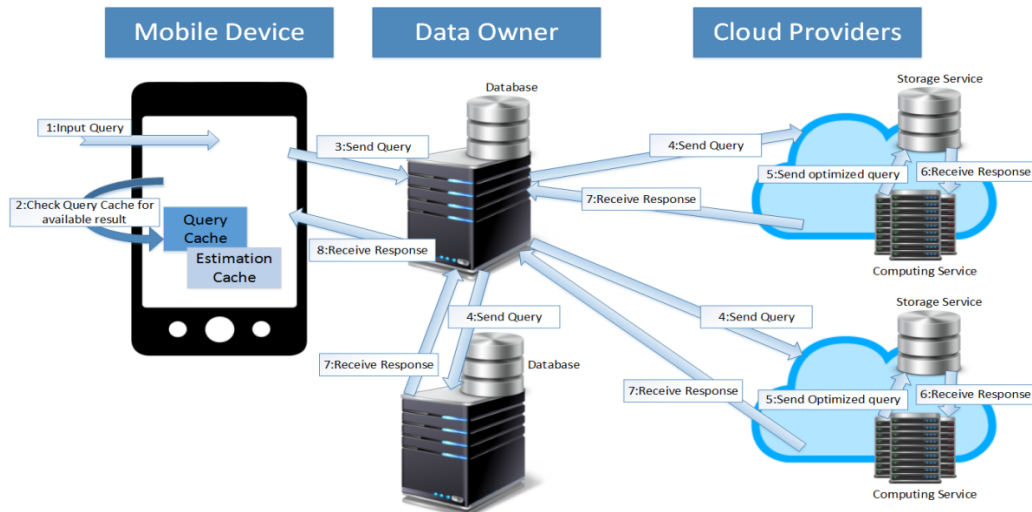 Mobile Device
Data Owner
Cloud Providers
Database
Storage Service
1:Input Query
3:Send Query
4:Send Query
5:Send optimized query
6:Receive Response
7:Receive Response
2:Check Query Cache for
available result
Query
Cache
Estimation
Cache
8:Receive Response
Computing Service
Storage Service
4:Send Query
4:Send Query
7:Receive Response
Database
7:Receive Response
5:Send Optimized query
6:Receive Response
Computing Service